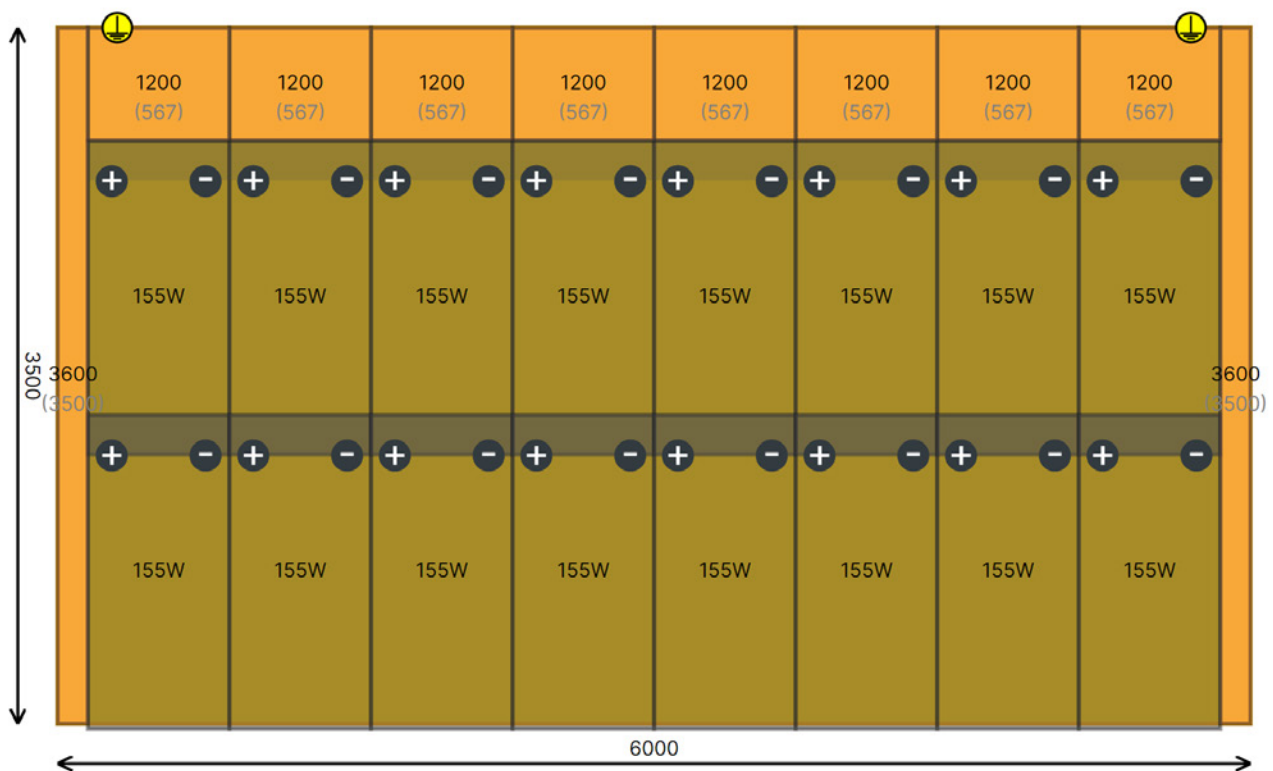 1200 1200 1200 1200 1200 1200 1200 1200
(567) (567) (567) (567) (567) (567) (567) (567)
+ - + - + - + - + - + - + - + -
155W 155W 155W 155W 155W 155W 155W 155W
3500
3600 3600
(3500) (3500)
+ - + - + - + - + - + - + - + -
155W 155W 155W 155W 155W 155W 155W 155W
6000